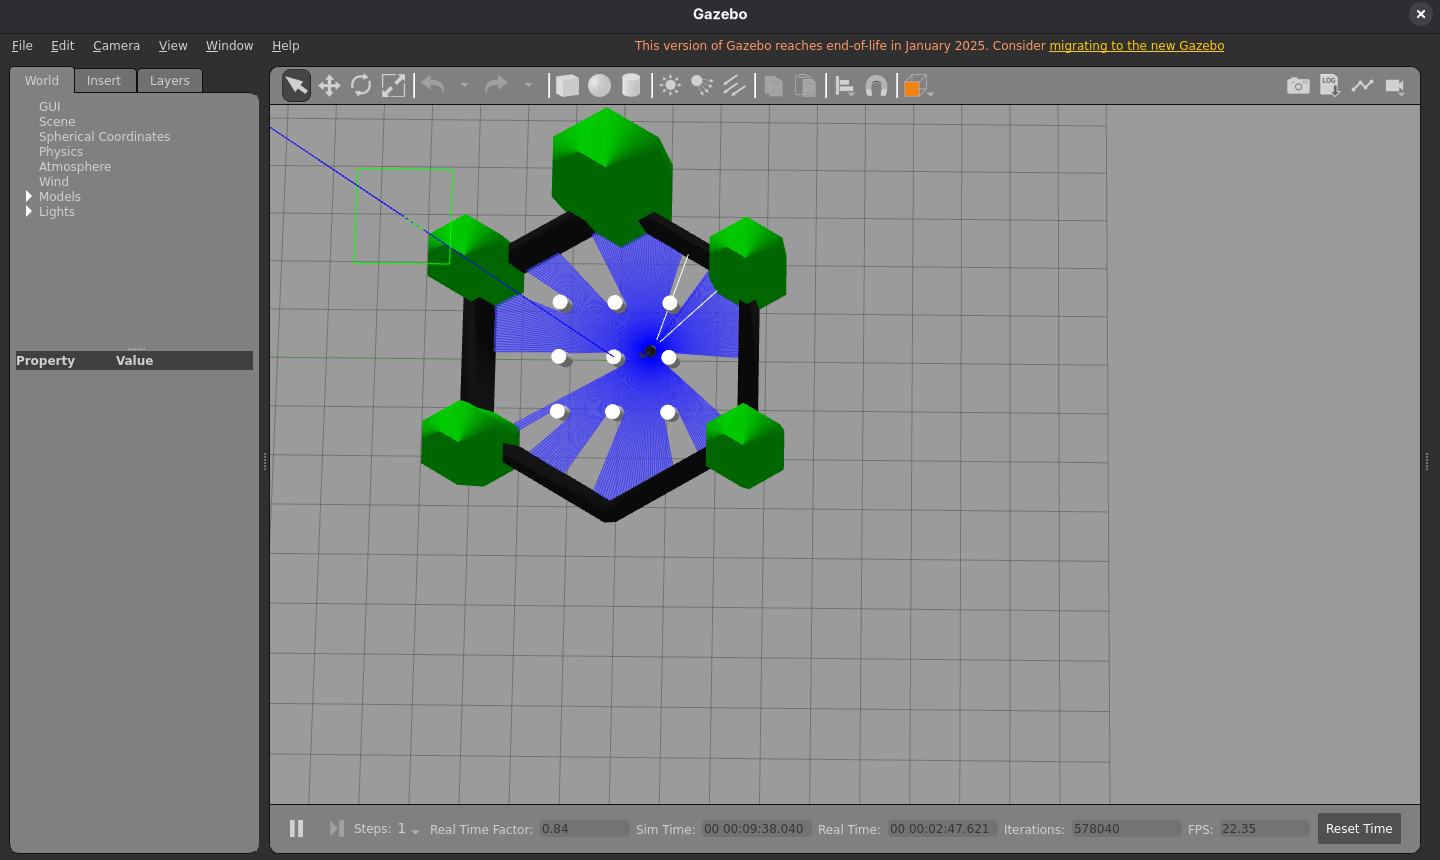 Gazebo
File Edit Camera View Window Help
This version of Gazebo reaches end-of-life in January 2025. Consider migrating to the new Gazebo
World Insert Layers
GUI
Scene
Spherical Coordinates
Physics
Atmosphere
Wind
Models
Lights
Property Value
LOG
Steps: 1 Real Time Factor: 0.84 Sim Time: 00 00:09:38.040 Real Time: 00 00:02:47.621 Iterations: 578040 FPS: 22.35 Reset Time